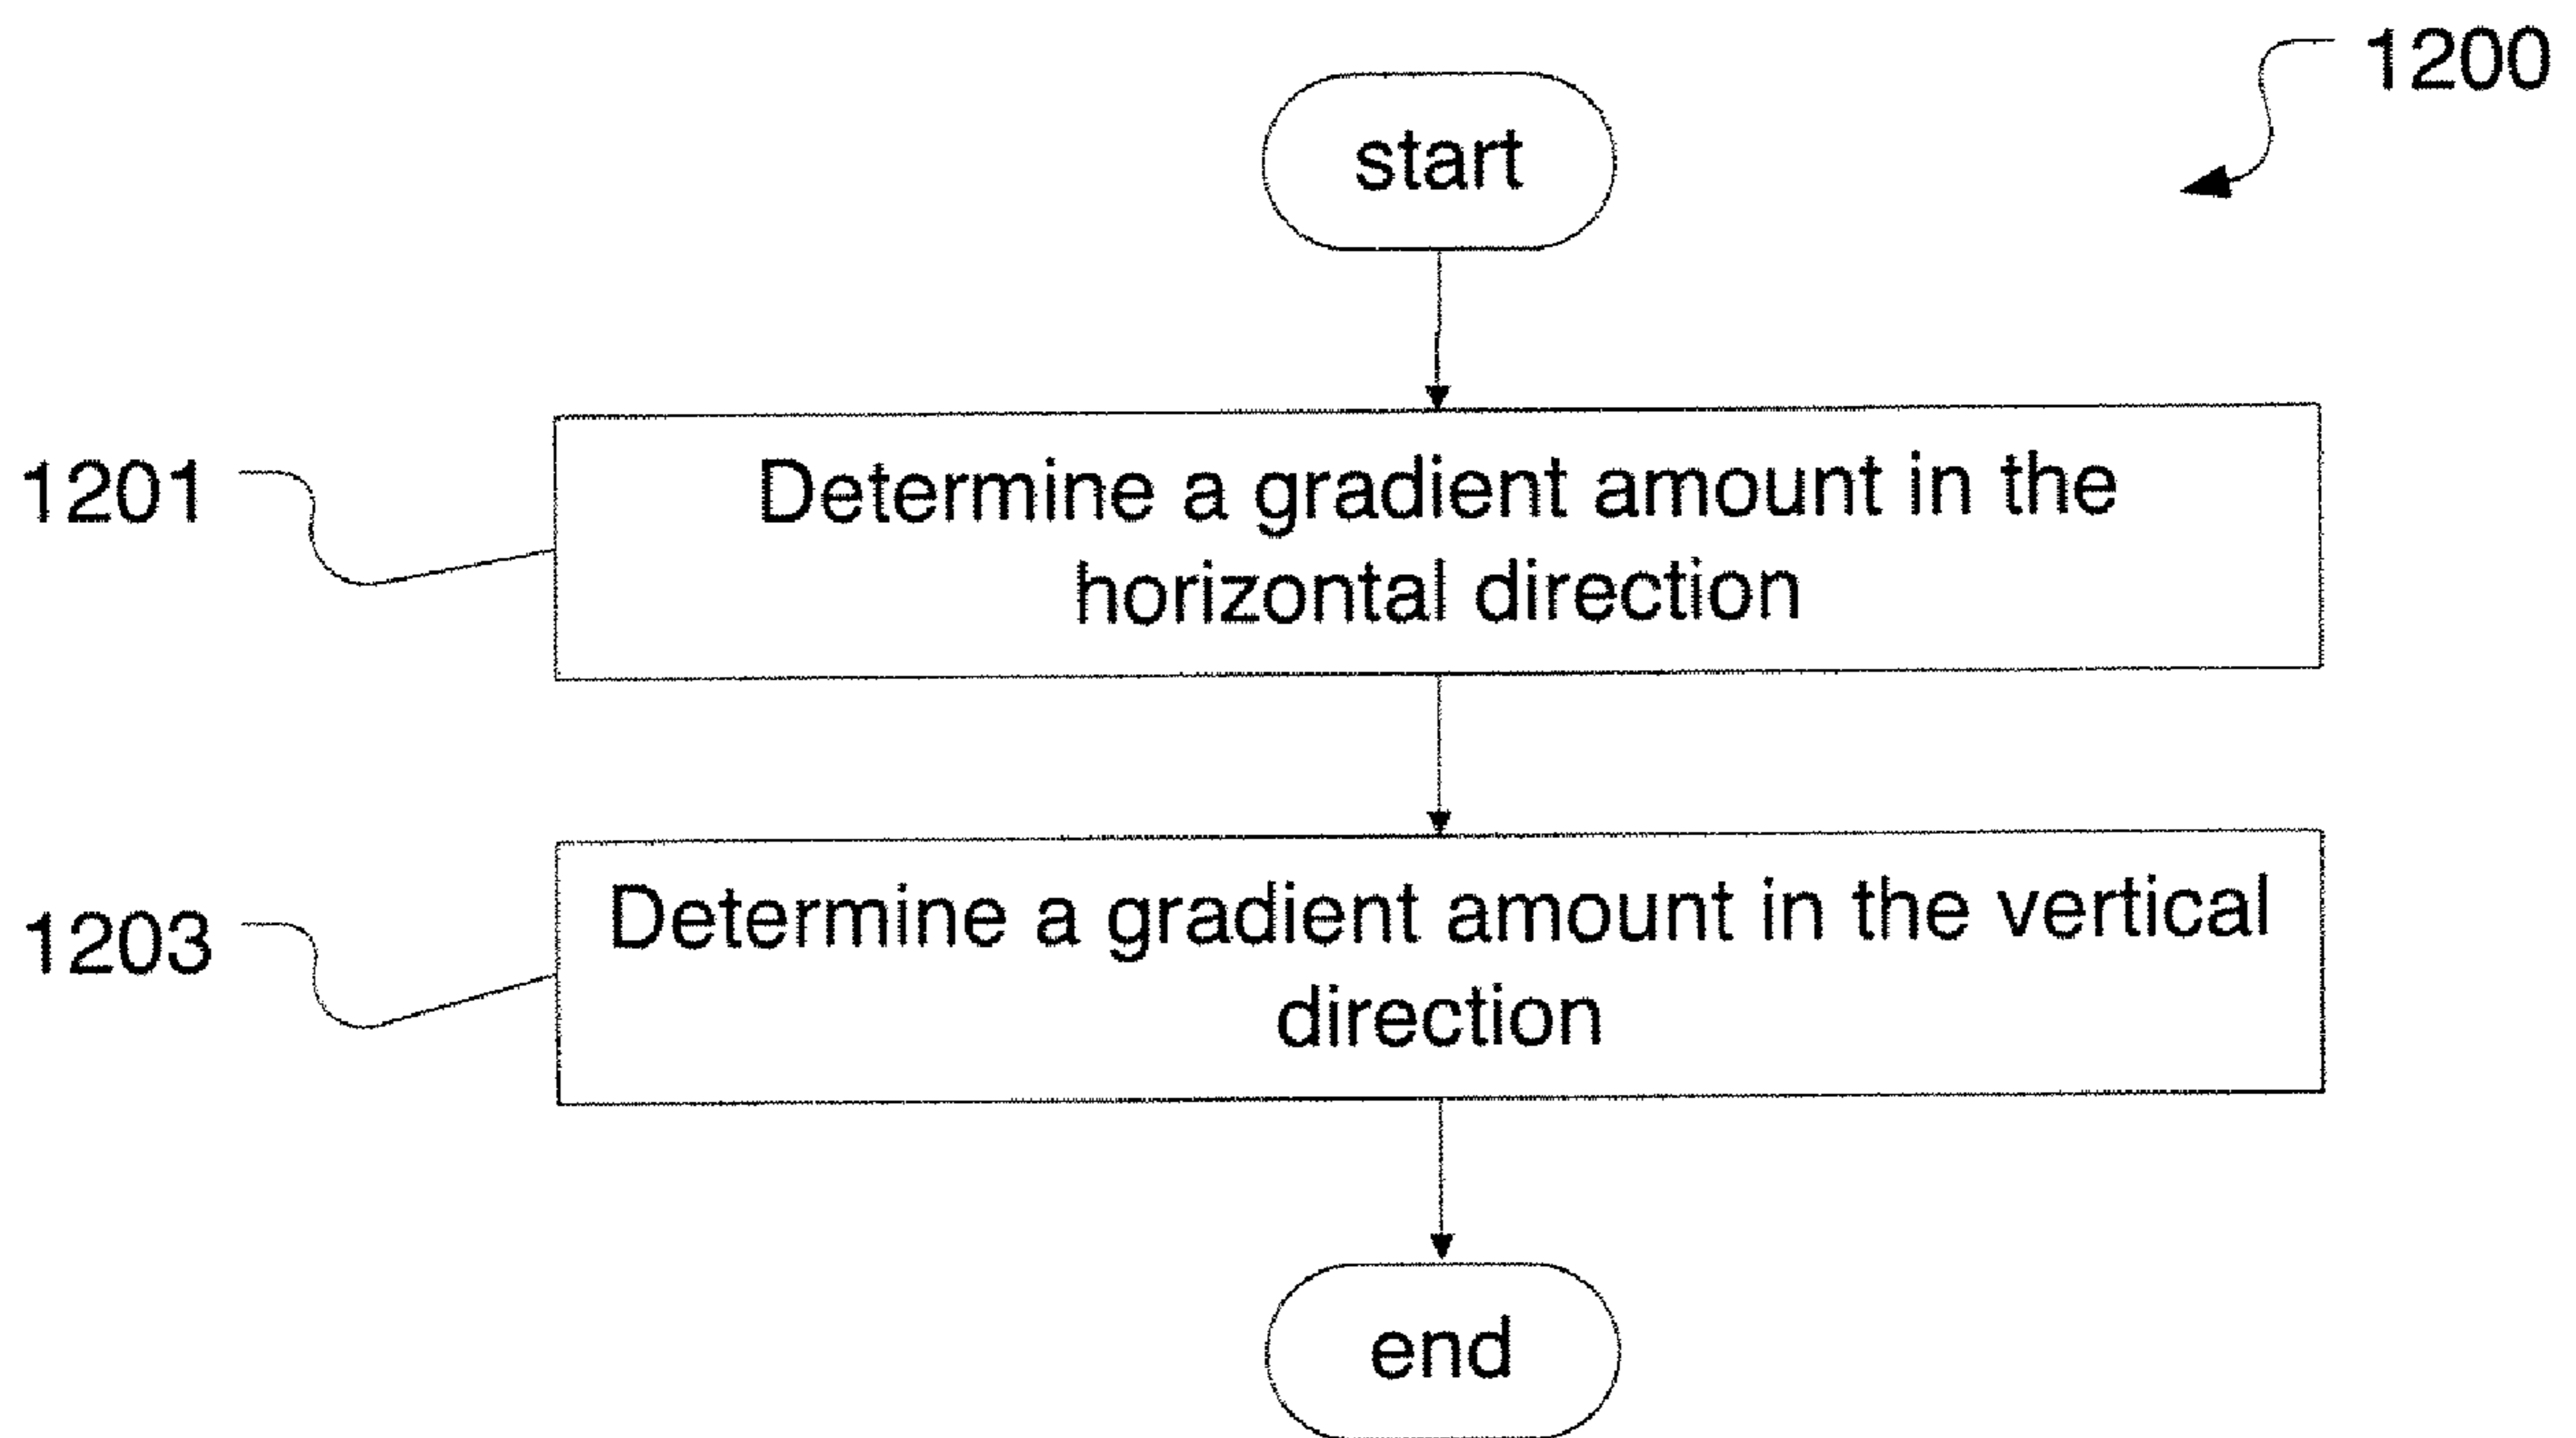 1200
start
1201
Determine a gradient amount in the
horizontal direction
1203
Determine a gradient amount in the vertical
direction
end